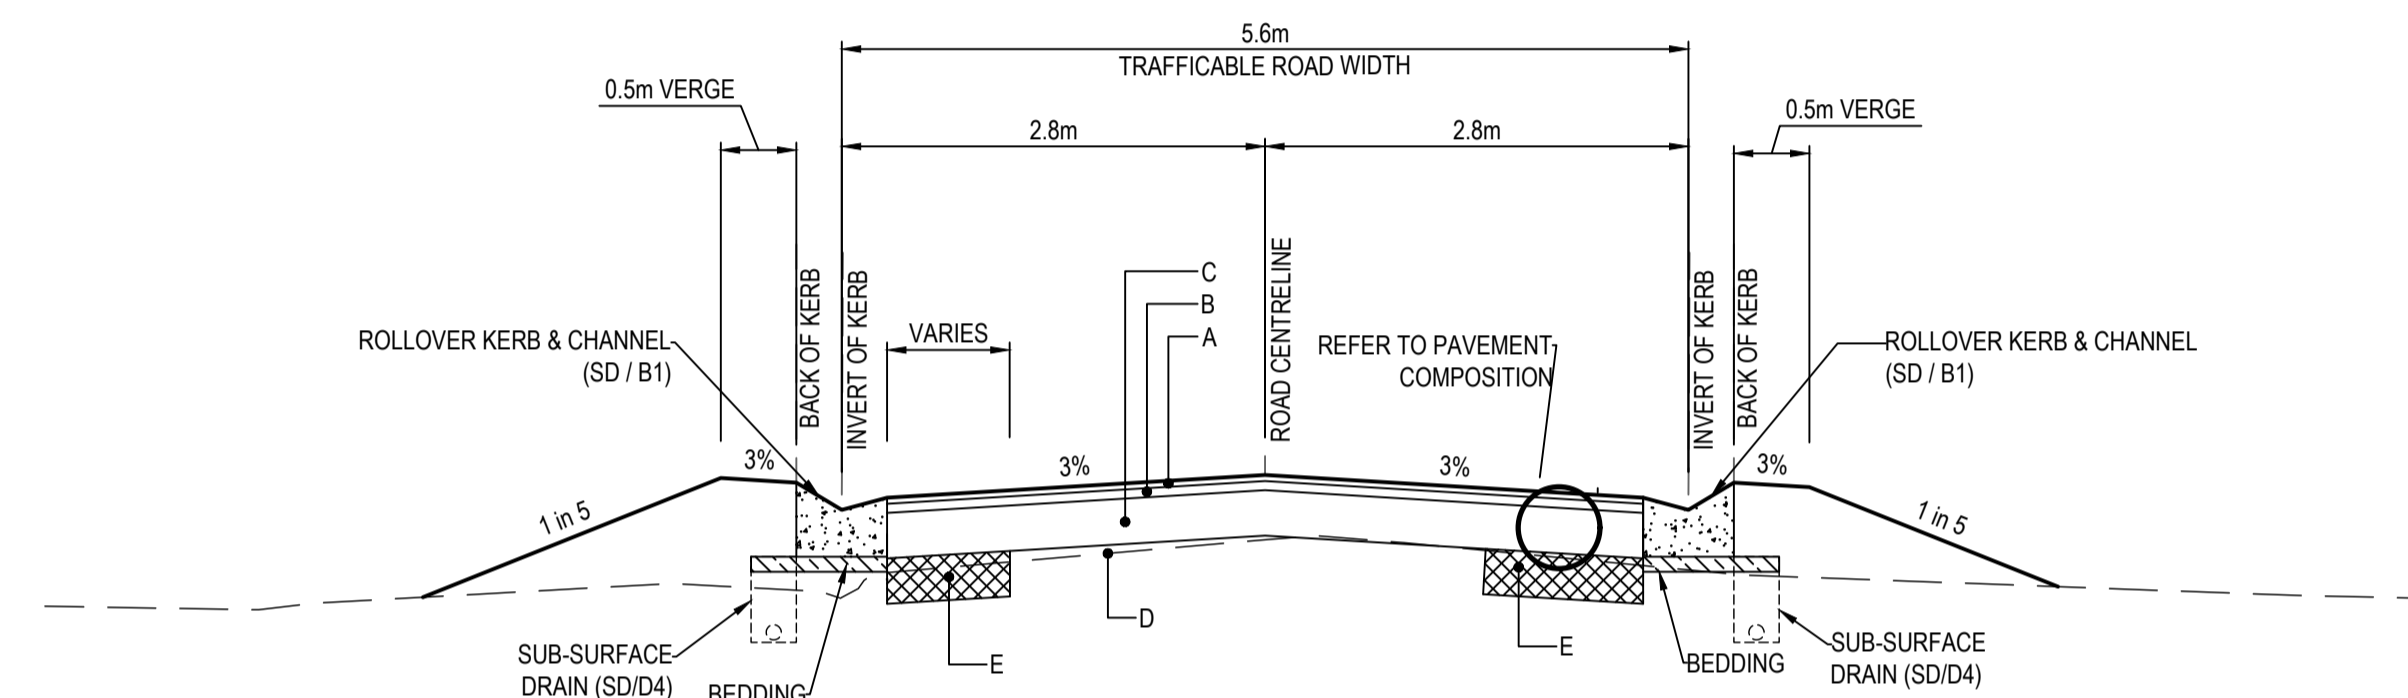 5.6m
TRAFFICABLE ROAD WIDTH
0.5m VERGE
0.5m VERGE
2.8m
2.8m
BACK OF KERB
INVERT OF KERB
ROAD CENTRELINE
INVERT OF KERB
BACK OF KERB
C
B
A
VARIES
ROLLOVER KERB & CHANNEL
(SD / B1)
REFER TO PAVEMENT
COMPOSITION
ROLLOVER KERB & CHANNEL
(SD / B1)
3%
3%
3%
3%
1 in 5
1 in 5
D
E
E
SUB-SURFACE
DRAIN (SD/D4)
BEDDING
BEDDING
SUB-SURFACE
DRAIN (SD/D4)